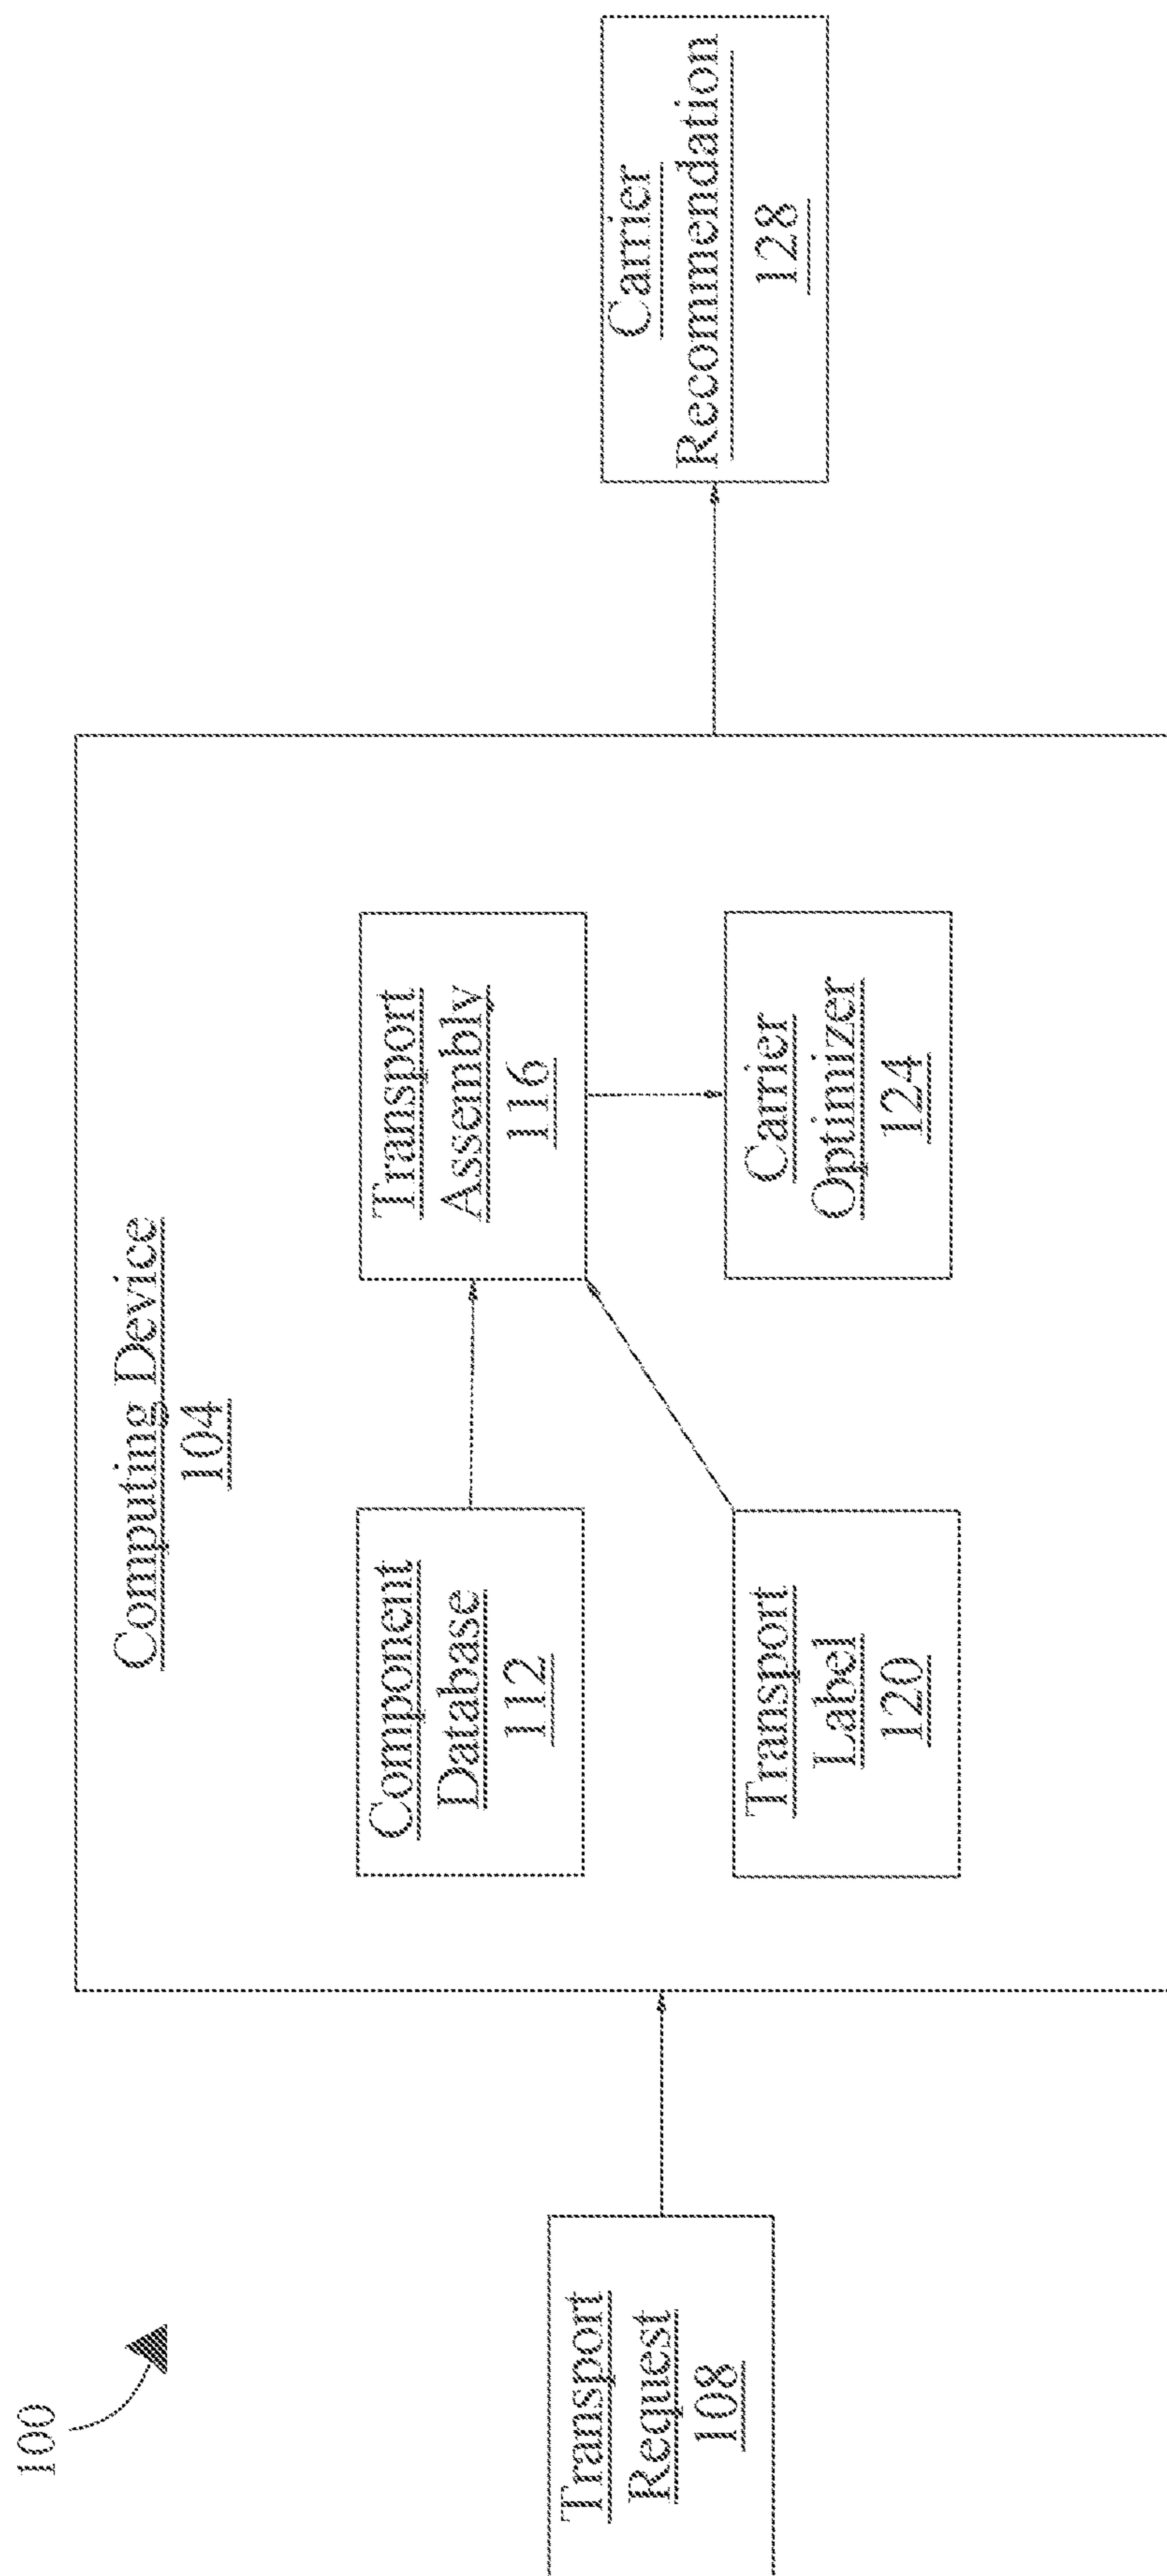 100
Transport
Request
108
Computing Device
104
Component
Database
112
Transport
Assembly
116
Transport
Label
120
Carrier
Optimizer
124
Carrier
Recommendation
128